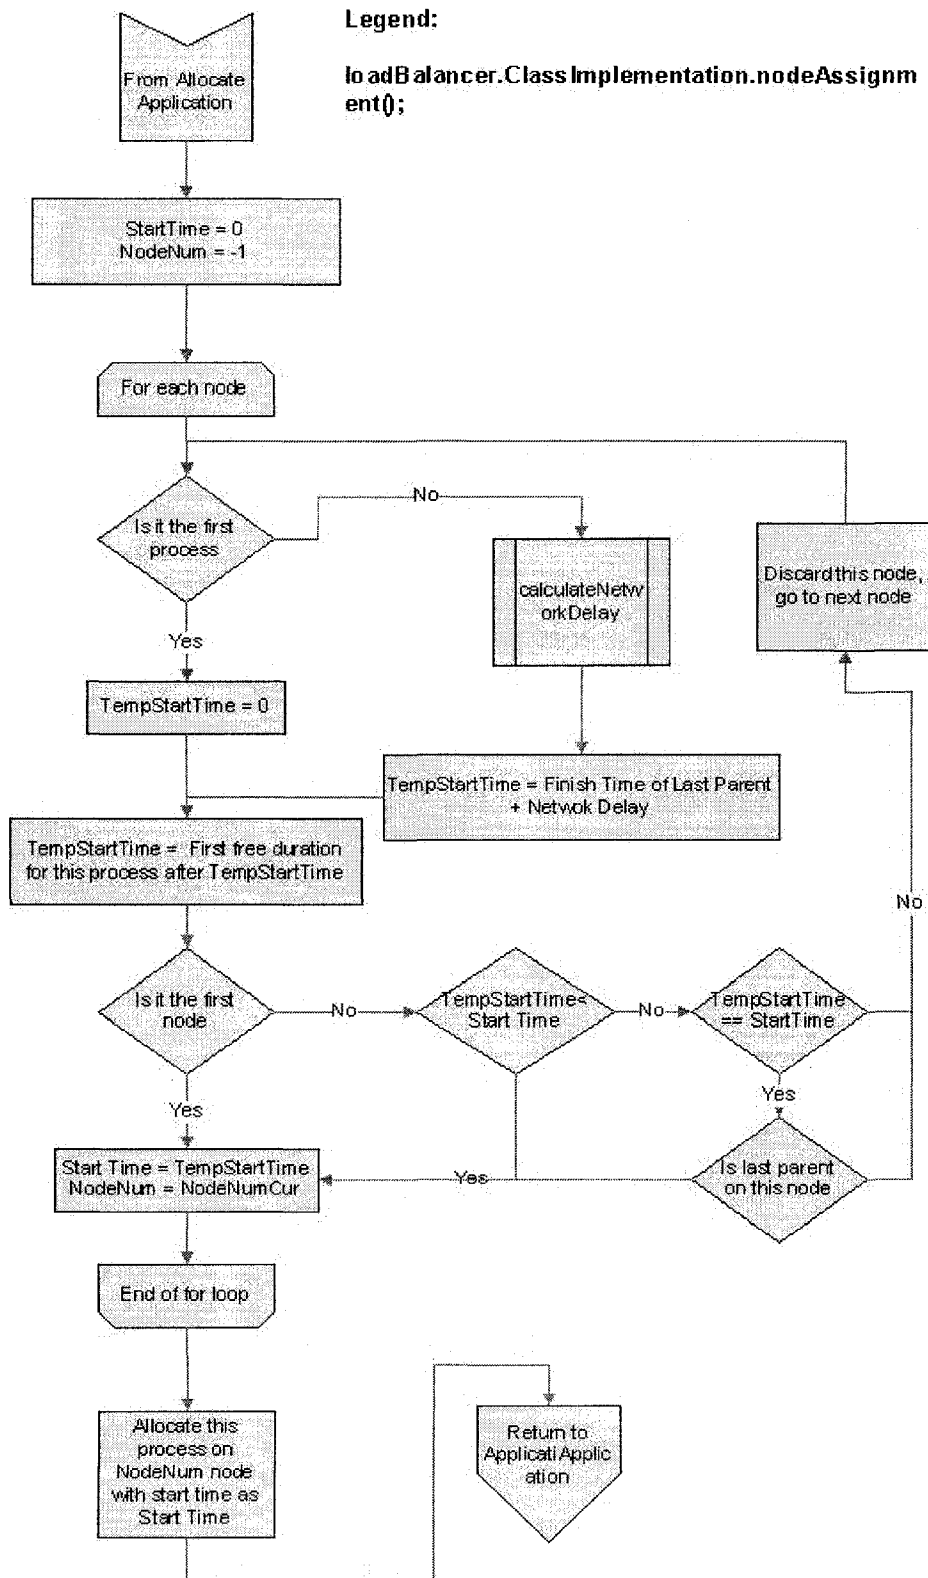 Legend:
loadBalancer.ClassImplementation.nodeAssignm
ent();
From Allocate
Application
StartTime = 0
NodeNum = -1
For each node
Is it the first
process
No
calculateNetw
orkDelay
Discard this node,
go to next node
Yes
TempStartTime = 0
TempStartTime = Finish Time of Last Parent
+ Netwok Delay
TempStartTime = First free duration
for this process after TempStartTime
No
Is it the first
node
No
TempStartTime<
Start Time
No
TempStartTime
== StartTime
Yes
Yes
Start Time = TempStartTime
NodeNum = NodeNumCur
Yes
Is last parent
on this node
End of for loop
Allocate this
process on
NodeNum node
with start time as
Start Time
Return to
ApplicatiApplic
ation